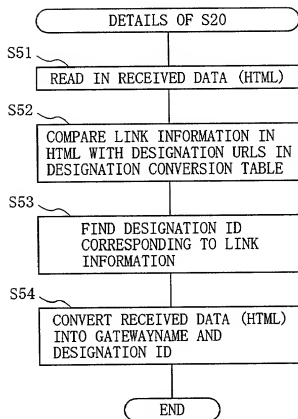 DETAILS OF S20
S51
READ IN RECEIVED DATA (HTML)
S52
COMPARE LINK INFORMATION IN
HTML WITH DESIGNATION URLS IN
DESIGNATION CONVERSION TABLE
S53
FIND DESIGNATION ID
CORRESPONDING TO LINK
INFORMATION
S54
CONVERT RECEIVED DATA (HTML)
INTO GATEWAYNAME AND
DESIGNATION ID
END